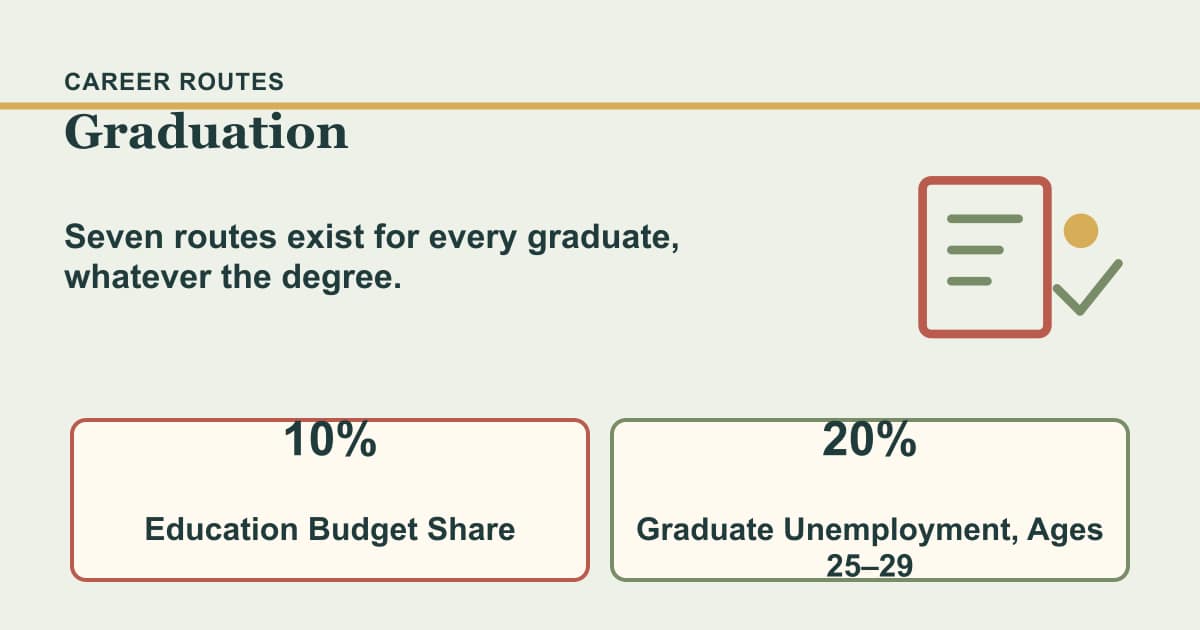 CAREER ROUTES
Graduation
Seven routes exist for every graduate,
whatever the degree.
10%
Education Budget Share
20%
Graduate Unemployment, Ages
25–29